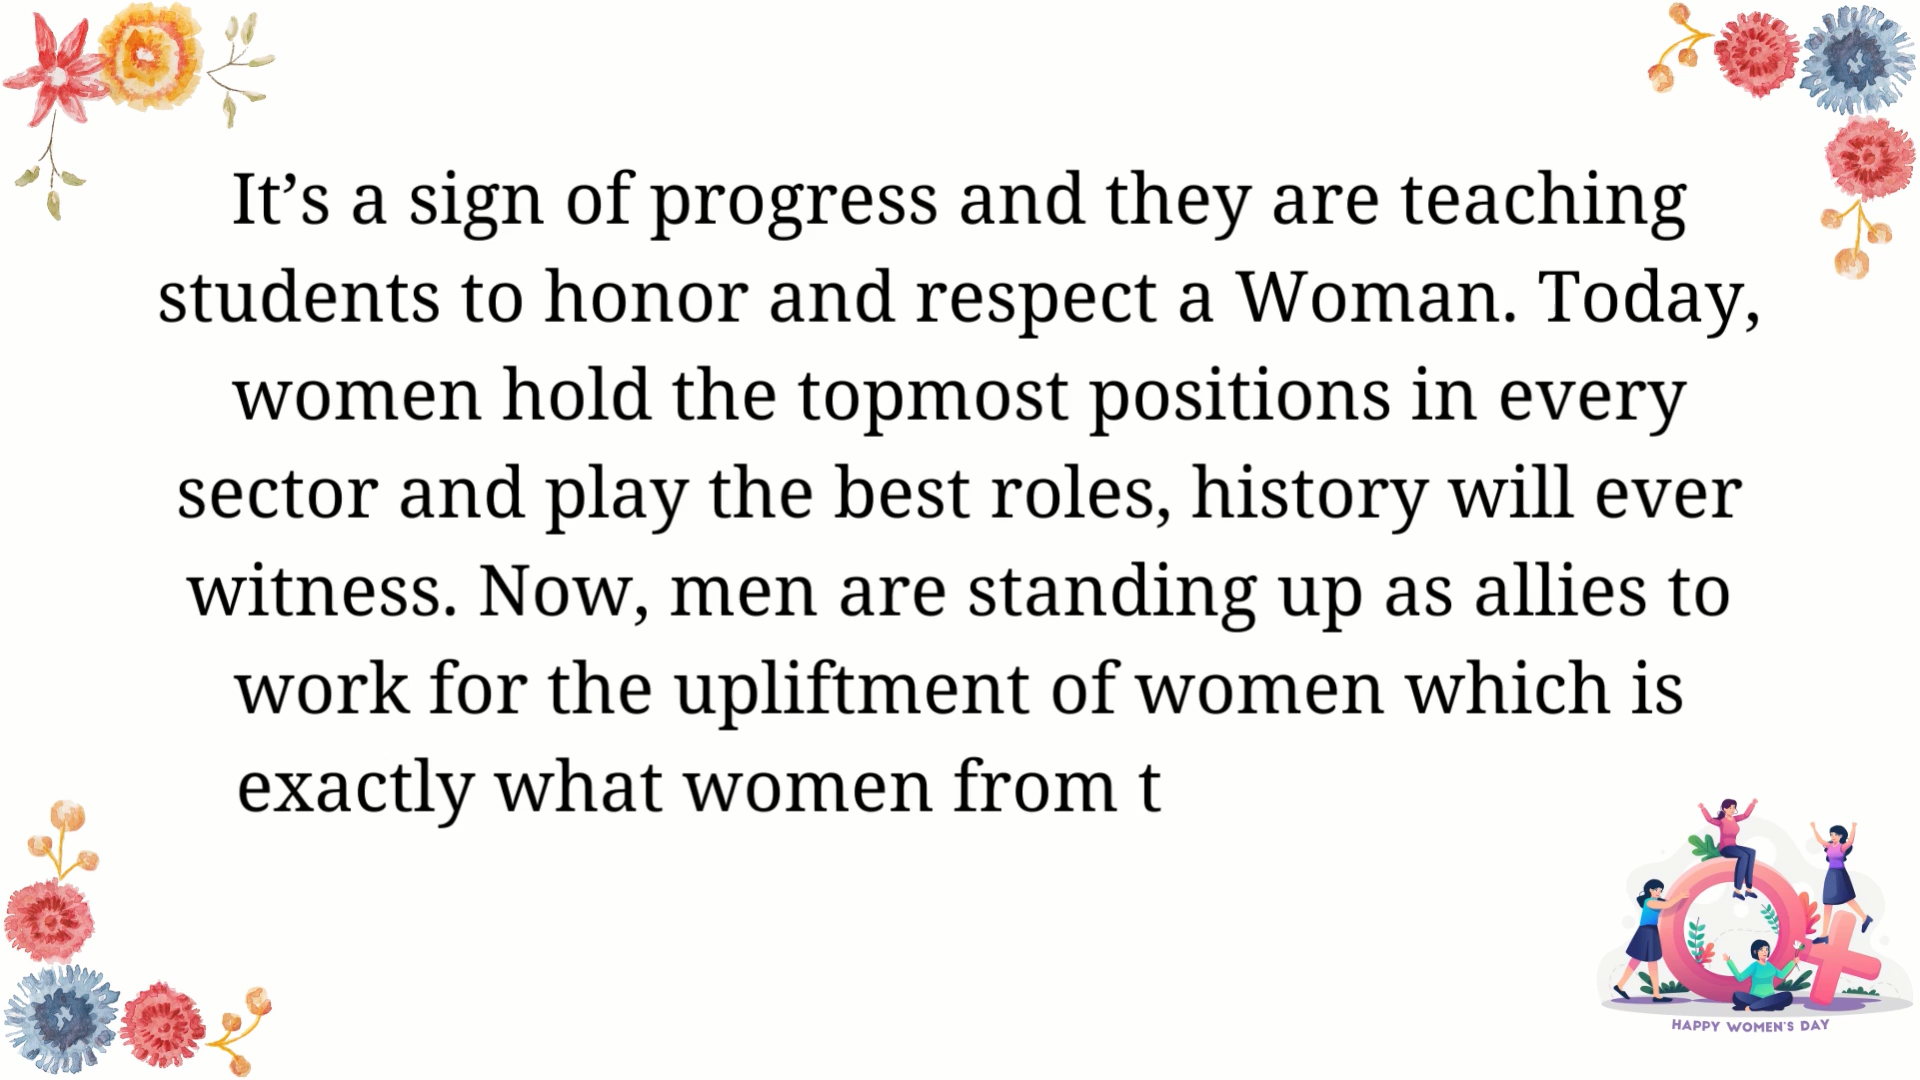 It’s a sign of progress and they are teaching
students to honor and respect a Woman. Today,
women hold the topmost positions in every
sector and play the best roles, history will ever
witness. Now, men are standing up as allies to
work for the upliftment of women which is
exactly what women from t
HAPPY WOMEN'S DAY